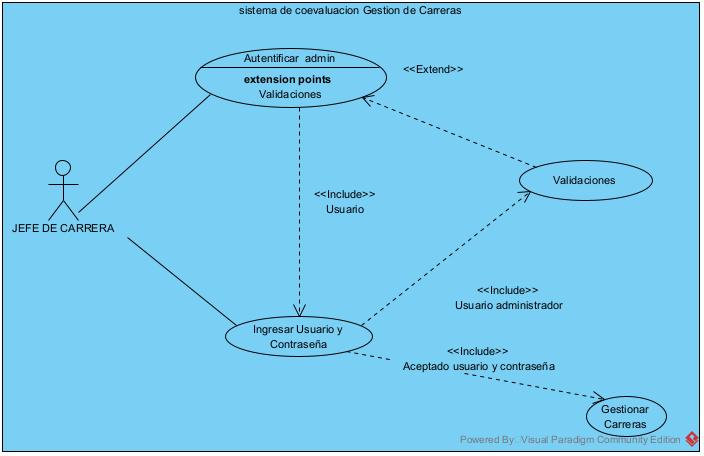 sistema de coevaluacion Gestion de Carreras
Autentificar admin
extension points
Validaciones
<<Extend>>
Validaciones
<<Include>>
Usuario
JEFE DE CARRERA
<<Include>>
Usuario administrador
Ingresar Usuario y
Contraseña
<<Include>>
Aceptado usuario y contraseña
Gestionar
Carreras
Powered By: Visual Paradigm Community Edition